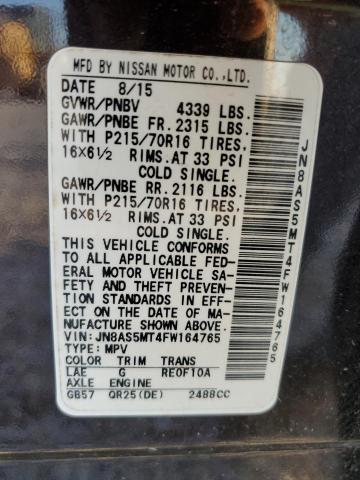 MFD BY NISSAN MOTOR CO.,LTD.
DATE 8/15
GVWR/PNBV 4339 LBS.
GAWR/PNBE FR. 2315 LBS.
WITH P215/70R16 TIRES.
16X6½ RIMS.AT 33 PSI
COLD SINGLE.
GAWR/PNBE RR. 2116 LBS.
WITH P215/70R16 TIRES.
16X6½ RIMS.AT 33 PSI
COLD SINGLE.
THIS VEHICLE CONFORMS
TO ALL APPLICABLE FED-
ERAL MOTOR VEHICLE SA-
FETY AND THEFT PREVEN-
TION STANDARDS IN EFF-
ECT ON THE DATE OF MA-
NUFACTURE SHOWN ABOVE.
VIN:JN8AS5MT4FW164765
TYPE: MPV
COLOR TRIM TRANS
LAE G RE0F10A
AXLE ENGINE
GB57 QR25(DE) 2488CC
JN8AS5MT4FW164765